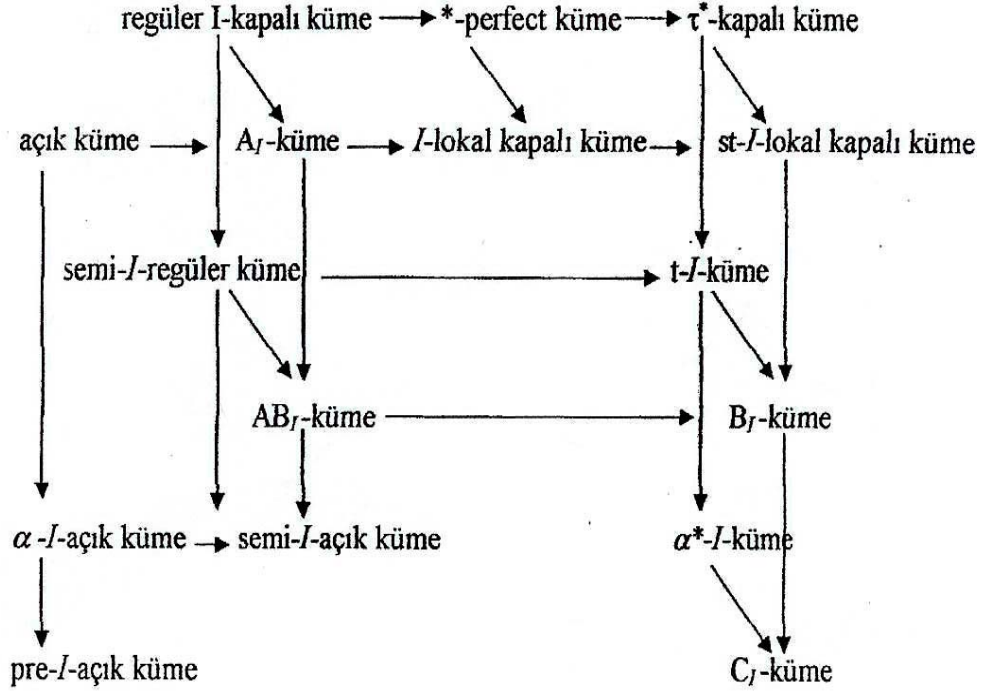 regüler I-kapalı küme *-perfect küme τ*-kapalı küme
açık küme A_I-küme I-lokal kapalı küme st-I-lokal kapalı küme
semi-I-regüler küme t-I-küme
AB_I-küme B_I-küme
α-I-açık küme semi-I-açık küme α*-I-küme
pre-I-açık küme C_I-küme